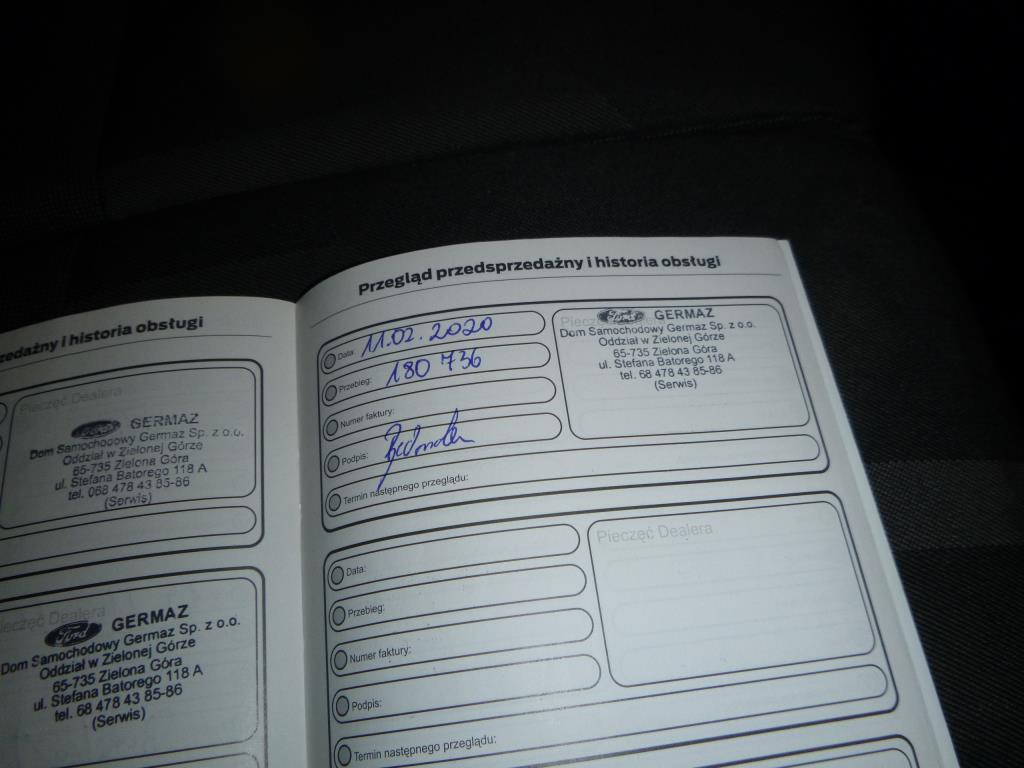 zedażny i historia obsługi
Pieczęć Dealera
Ford GERMAZ
Dom Samochodowy Germaz Sp. z o.o.
Oddział w Zielonej Górze
65-735 Zielona Góra
ul. Stefana Batorego 118 A
tel. 068 478 43 85-86
(Serwis)
Pieczęć Dealera
Ford GERMAZ
Dom Samochodowy Germaz Sp. z o.o.
Oddział w Zielonej Górze
65-735 Zielona Góra
ul. Stefana Batorego 118 A
tel. 68 478 43 85-86
(Serwis)
Przegląd przedsprzedażny i historia obsługi
Data: 11.02.2020
Przebieg: 180 736
Numer faktury:
Podpis:
Termin następnego przeglądu:
Ford GERMAZ
Dom Samochodowy Germaz Sp. z o.o.
Oddział w Zielonej Górze
65-735 Zielona Góra
ul. Stefana Batorego 118 A
tel. 68 478 43 85-86
(Serwis)
Data:
Przebieg:
Numer faktury:
Podpis:
Termin następnego przeglądu:
Pieczęć Dealera